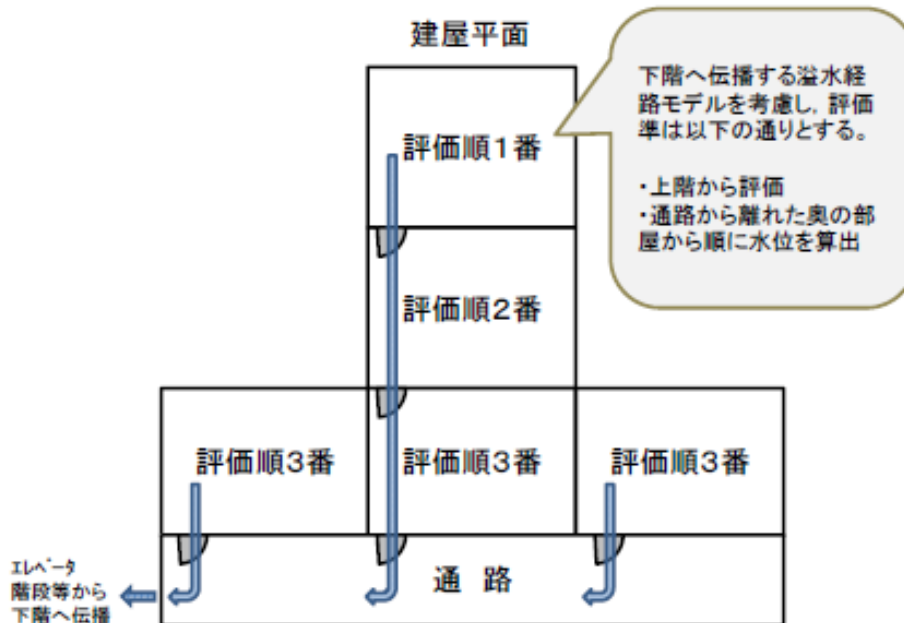 建屋平面
下階へ伝播する溢水経
路モデルを考慮し，評価
準は以下の通りとする。
・上階から評価
・通路から離れた奥の部
屋から順に水位を算出
評価順１番
評価順２番
評価順３番
評価順３番
評価順３番
通 路
ｴﾚﾍﾞｰﾀ
階段等から
下階へ伝播